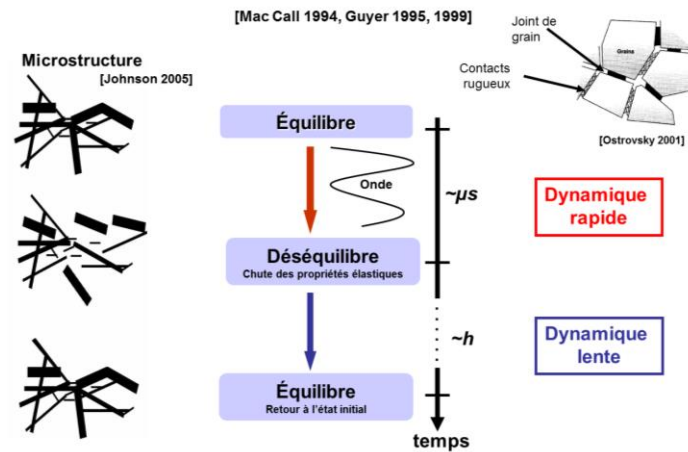 [Mac Call 1994, Guyer 1995, 1999]
Microstructure
[Johnson 2005]
Joint de
grain
Grains
Contacts
rugueux
[Ostrovsky 2001]
Équilibre
Onde
~µs
Dynamique
rapide
Déséquilibre
Chute des propriétés élastiques
~h
Dynamique
lente
Équilibre
Retour à l'état initial
temps